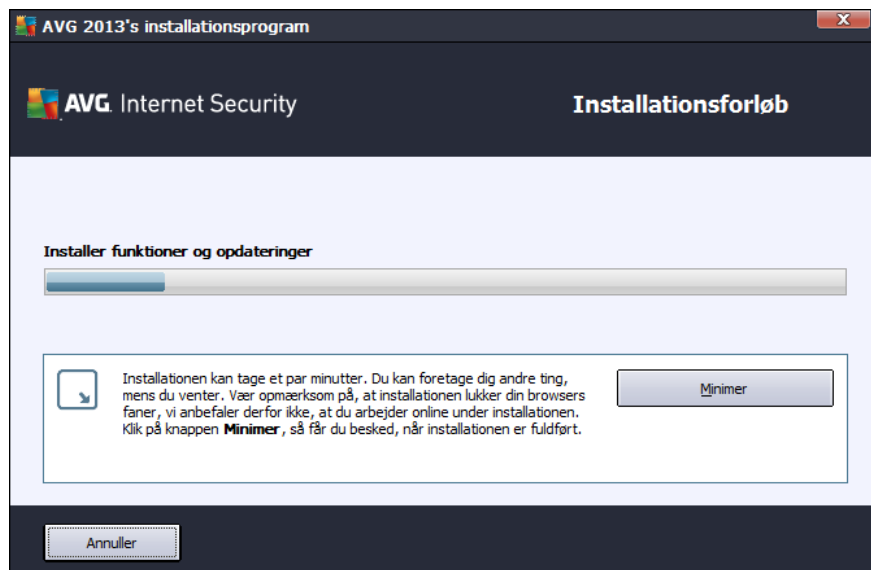 AVG 2013's installationsprogram
AVG. Internet Security
Installationsforløb
Installer funktioner og opdateringer
Installationen kan tage et par minutter. Du kan foretage dig andre ting,
mens du venter. Vær opmærksom på, at installationen lukker din browsers
faner, vi anbefaler derfor ikke, at du arbejder online under installationen.
Klik på knappen Minimer, så får du besked, når installationen er fuldført.
Minimer
Annuller